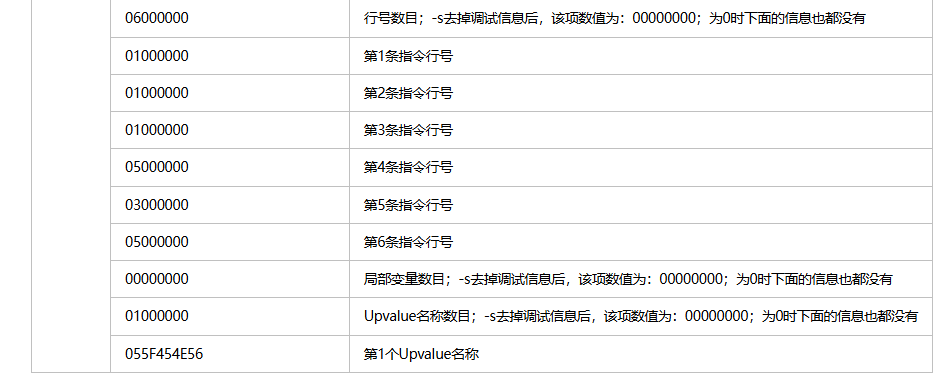 06000000 行号数目；-s去掉调试信息后，该项数值为：00000000；为0时下面的信息也都没有
01000000 第1条指令行号
01000000 第2条指令行号
01000000 第3条指令行号
05000000 第4条指令行号
03000000 第5条指令行号
05000000 第6条指令行号
00000000 局部变量数目；-s去掉调试信息后，该项数值为：00000000；为0时下面的信息也都没有
01000000 Upvalue名称数目；-s去掉调试信息后，该项数值为：00000000；为0时下面的信息也都没有
055F454E56 第1个Upvalue名称